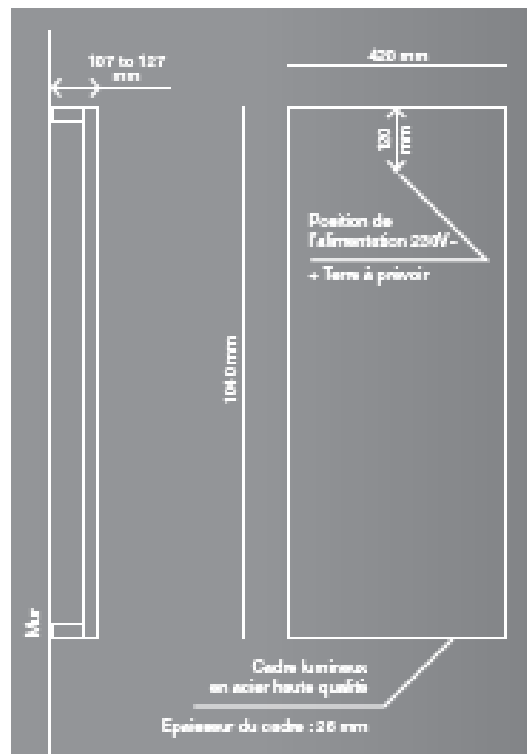 107 to 127
mm
420 mm
130
mm
Position de
l'alimentation 230V~
+ Terre à prévoir
1040 mm
Mur
Cadre lumineux
en acier haute qualité
Epaisseur du cadre : 26 mm